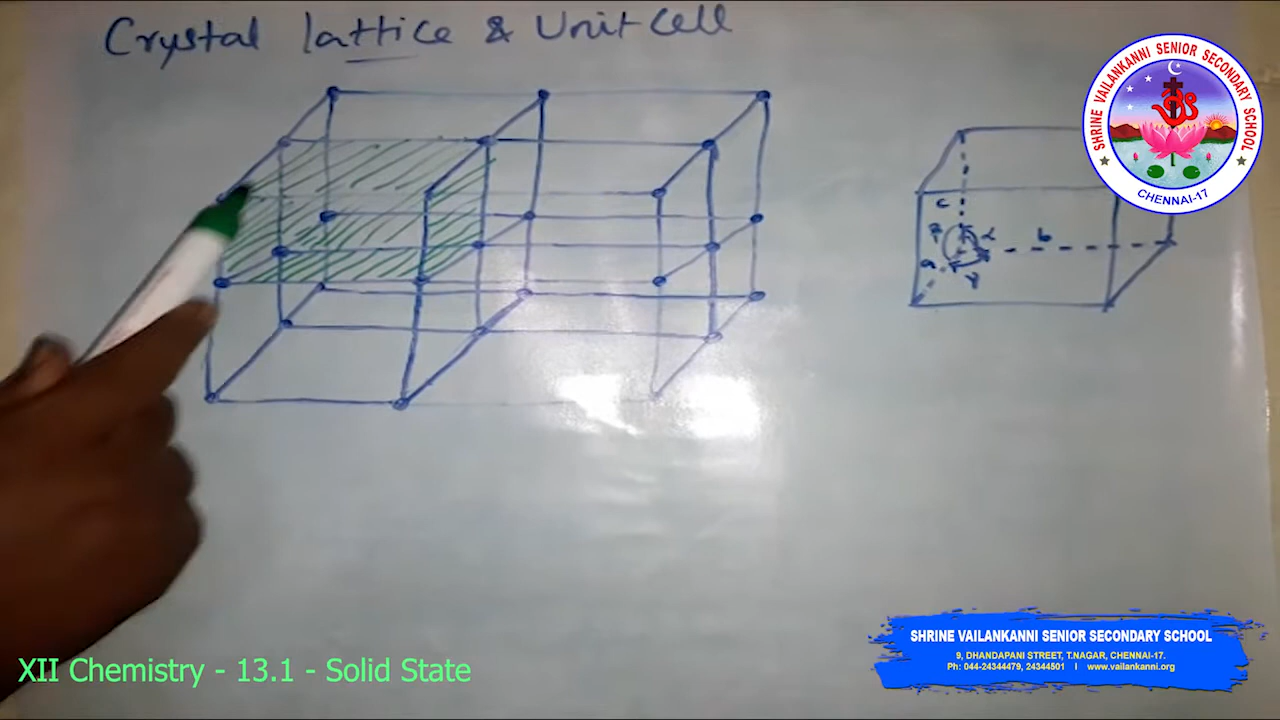 Crystal lattice & Unit cell
SHRINE VAILANKANNI SENIOR SECONDARY SCHOOL
CHENNAI-17
c
β α b
a
γ
SHRINE VAILANKANNI SENIOR SECONDARY SCHOOL
9, DHANDAPANI STREET, T.NAGAR, CHENNAI-17.
Ph: 044-24344479, 24344501 I www.vailankanni.org
XII Chemistry - 13.1 - Solid State